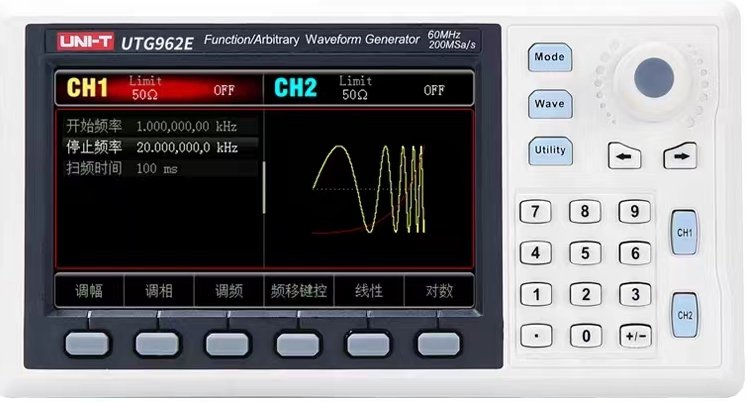 UNI-T UTG962E Function/Arbitrary Waveform Generator 60MHz 200MSa/s
CH1 Limit 50Ω OFF CH2 Limit 50Ω OFF
开始频率 1.000,000,00 kHz
停止频率 20.000,000,0 kHz
扫频时间 100 ms
调幅 调相 调频 频移键控 线性 对数
Mode
Wave
Utility
7 8 9
4 5 6
1 2 3
. 0 +/-
CH1
CH2